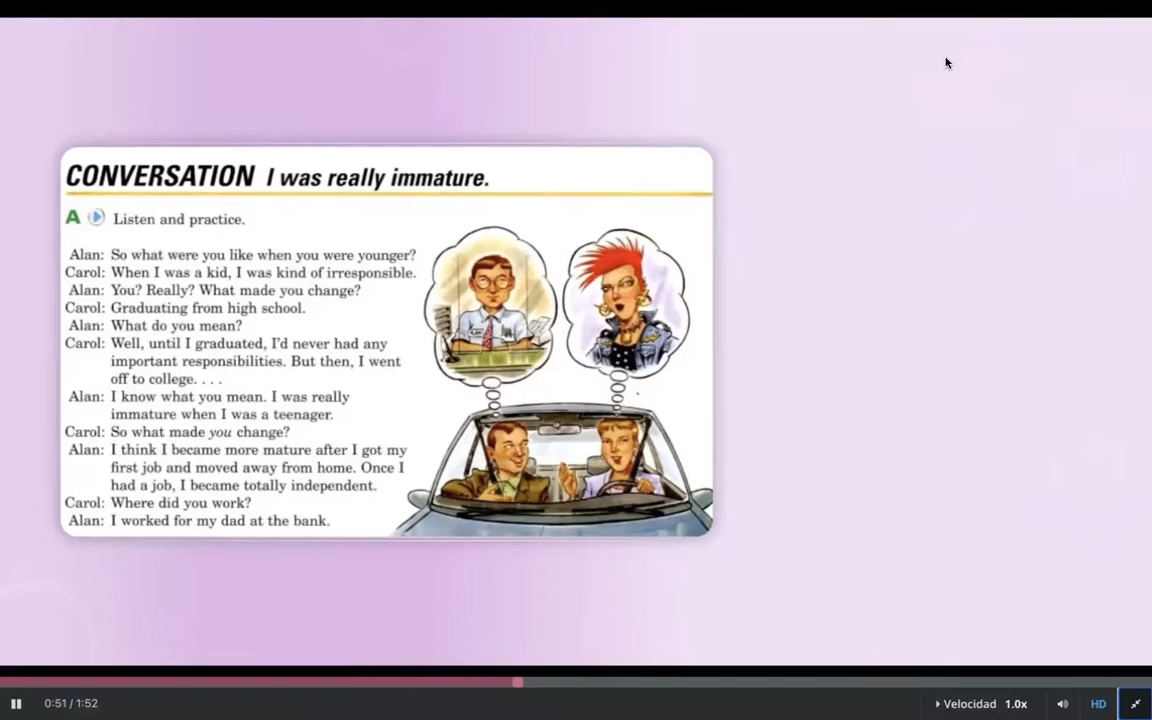 CONVERSATION I was really immature.
A Listen and practice.
Alan: So what were you like when you were younger?
Carol: When I was a kid, I was kind of irresponsible.
Alan: You? Really? What made you change?
Carol: Graduating from high school.
Alan: What do you mean?
Carol: Well, until I graduated, I'd never had any
important responsibilities. But then, I went
off to college. . . .
Alan: I know what you mean. I was really
immature when I was a teenager.
Carol: So what made you change?
Alan: I think I became more mature after I got my
first job and moved away from home. Once I
had a job, I became totally independent.
Carol: Where did you work?
Alan: I worked for my dad at the bank.
0:51 / 1:52
Velocidad 1.0x
HD